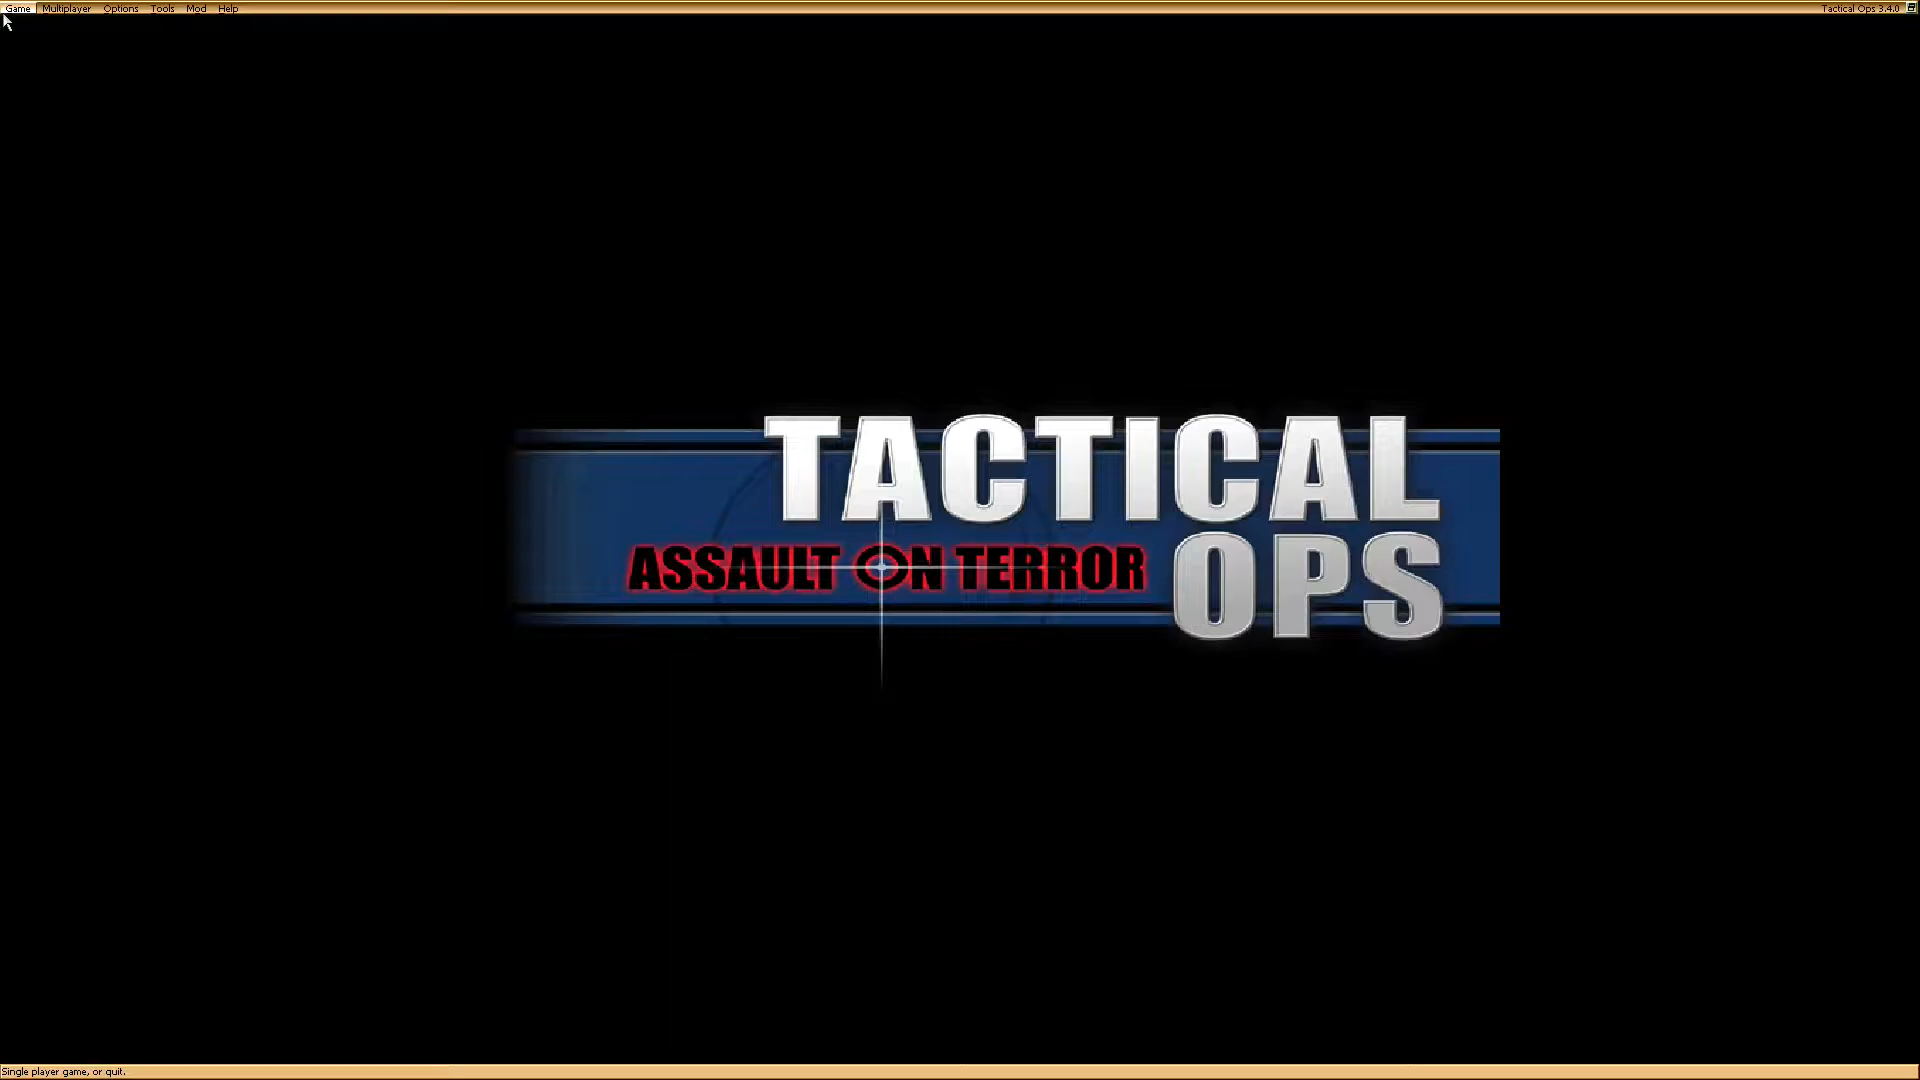 Game Multiplayer Options Tools Mod Help Tactical Ops 3.4.0
TACTICAL
ASSAULT ON TERROR OPS
Single player game, or quit.